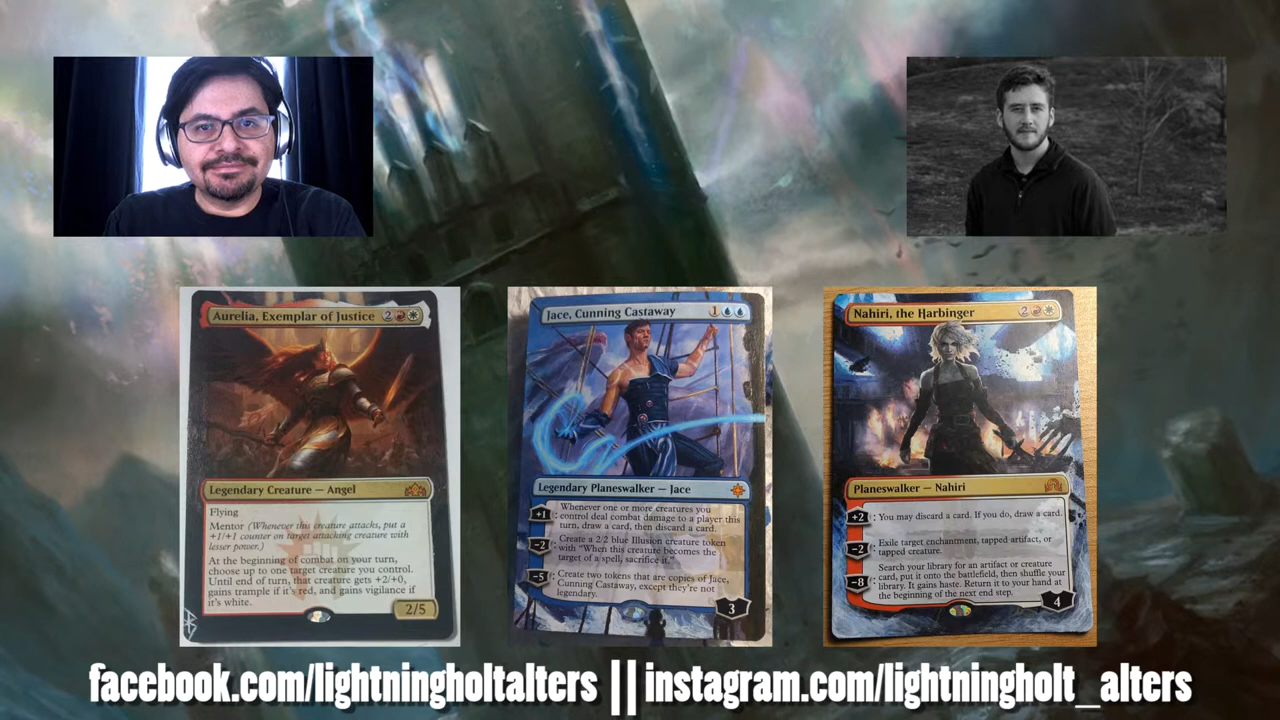 Aurelia, Exemplar of Justice 2
Legendary Creature — Angel
Flying
Mentor (Whenever this creature attacks, put a
+1/+1 counter on target attacking creature with
lesser power.)
At the beginning of combat on your turn,
choose up to one target creature you control.
Until end of turn, that creature gets +2/+0,
gains trample if it's red, and gains vigilance if
it's white.
2/5
Jace, Cunning Castaway 1
Legendary Planeswalker — Jace
+1 : Whenever one or more creatures you
control deal combat damage to a player this
turn, draw a card, then discard a card.
-2 : Create a 2/2 blue Illusion creature token
with "When this creature becomes the
target of a spell, sacrifice it."
-5 : Create two tokens that are copies of Jace,
Cunning Castaway, except they're not
legendary.
3
Nahiri, the Harbinger 2
Planeswalker — Nahiri
+2 : You may discard a card. If you do, draw a card.
-2 : Exile target enchantment, tapped artifact, or
tapped creature.
-8 : Search your library for an artifact or creature
card, put it onto the battlefield, then shuffle your
library. It gains haste. Return it to your hand at
the beginning of the next end step.
4
facebook.com/lightningholtalters || instagram.com/lightningholt_alters